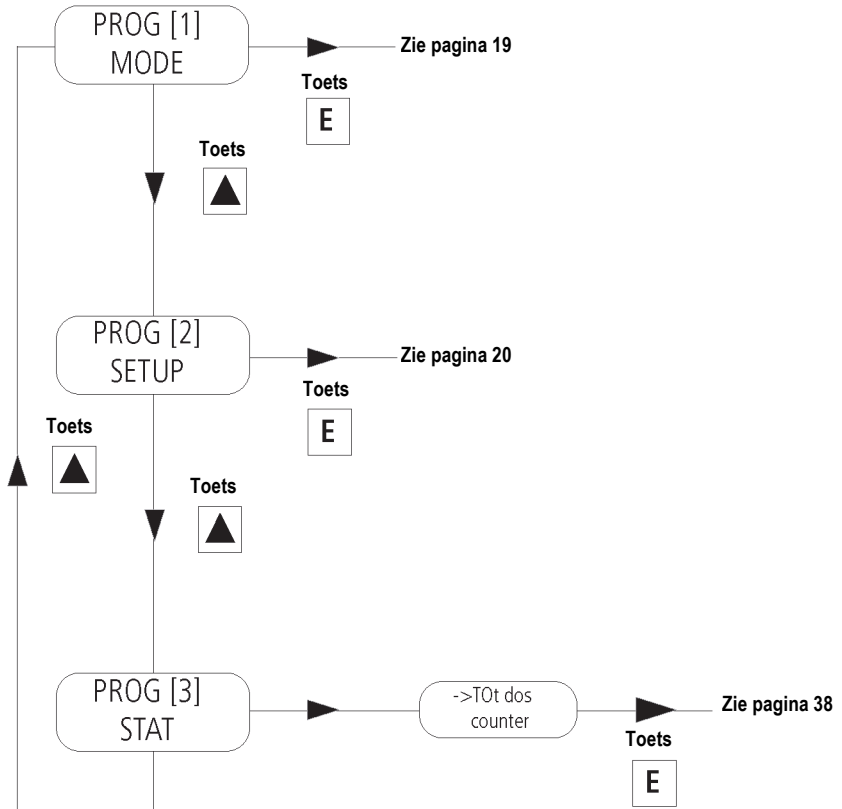 PROG [1]
MODE
Zie pagina 19
Toets
E
Toets
PROG [2]
SETUP
Zie pagina 20
Toets
E
Toets
Toets
PROG [3]
STAT
->TOt dos
counter
Zie pagina 38
Toets
E